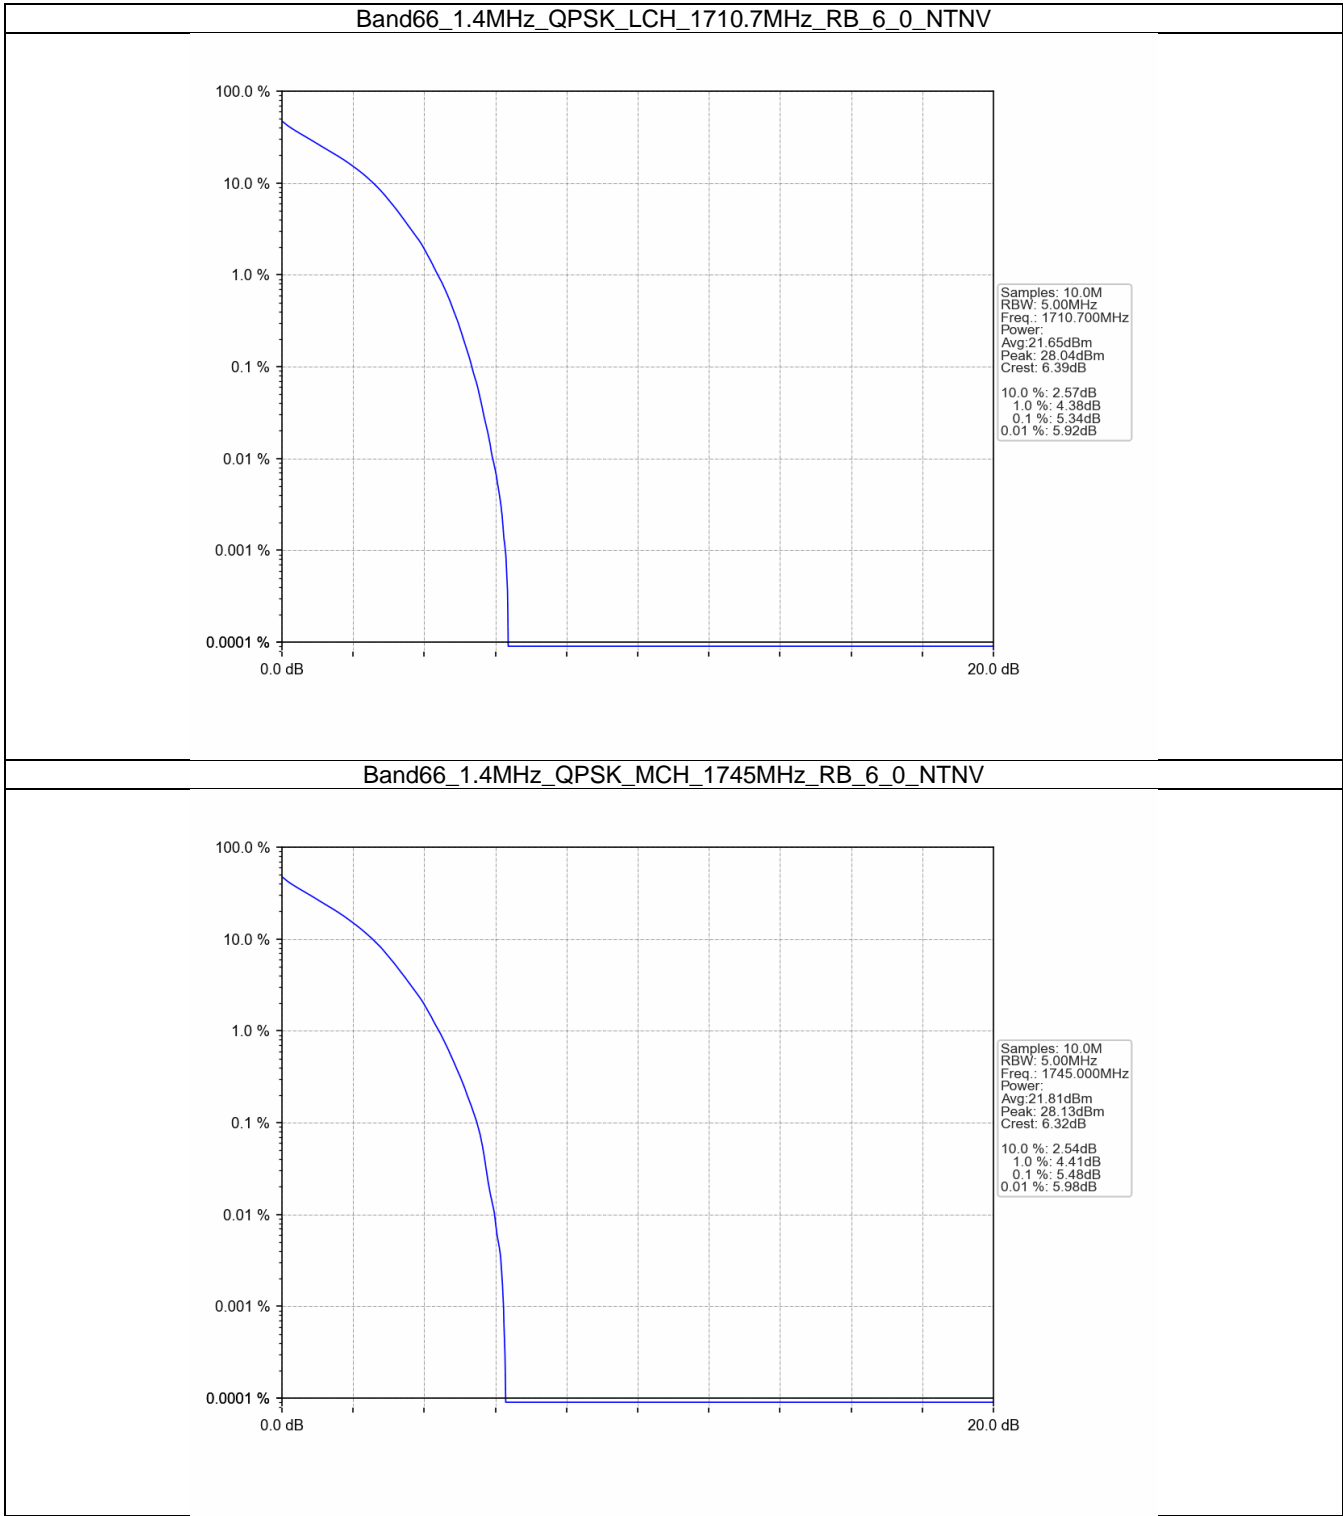 Band66_1.4MHz_QPSK_LCH_1710.7MHz_RB_6_0_NTNV
100.0 %
10.0 %
1.0 %
0.1 %
0.01 %
0.001 %
0.0001 %
0.0 dB
20.0 dB
Samples: 10.0M
RBW: 5.00MHz
Freq.: 1710.700MHz
Power:
Avg:21.65dBm
Peak: 28.04dBm
Crest: 6.39dB
10.0 %: 2.57dB
1.0 %: 4.38dB
0.1 %: 5.34dB
0.01 %: 5.92dB
Band66_1.4MHz_QPSK_MCH_1745MHz_RB_6_0_NTNV
100.0 %
10.0 %
1.0 %
0.1 %
0.01 %
0.001 %
0.0001 %
0.0 dB
20.0 dB
Samples: 10.0M
RBW: 5.00MHz
Freq.: 1745.000MHz
Power:
Avg:21.81dBm
Peak: 28.13dBm
Crest: 6.32dB
10.0 %: 2.54dB
1.0 %: 4.41dB
0.1 %: 5.48dB
0.01 %: 5.98dB